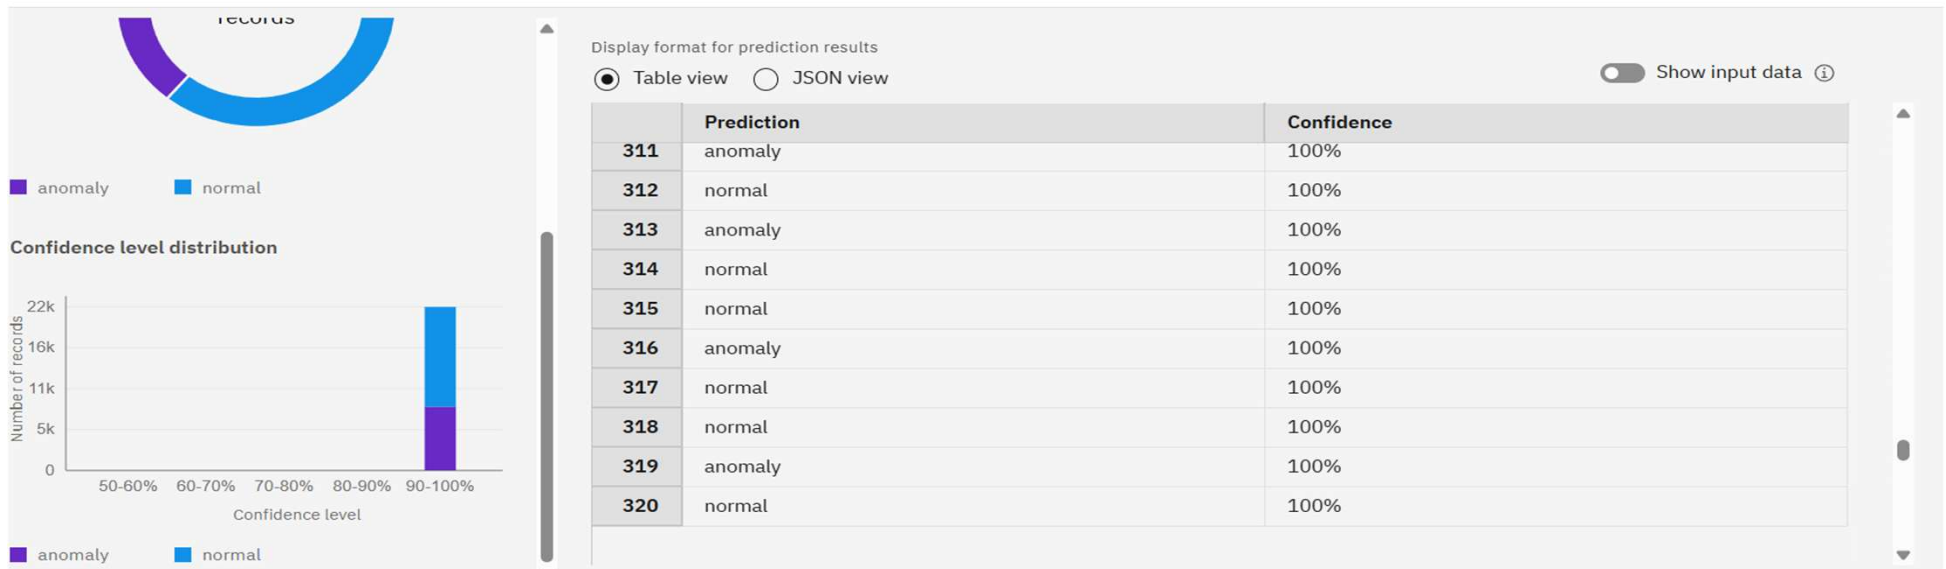 records
anomaly normal
Confidence level distribution
Number of records
22k
16k
11k
5k
0
50-60% 60-70% 70-80% 80-90% 90-100%
Confidence level
anomaly normal
Display format for prediction results
Table view JSON view
Show input data
Prediction Confidence
311 anomaly 100%
312 normal 100%
313 anomaly 100%
314 normal 100%
315 normal 100%
316 anomaly 100%
317 normal 100%
318 normal 100%
319 anomaly 100%
320 normal 100%